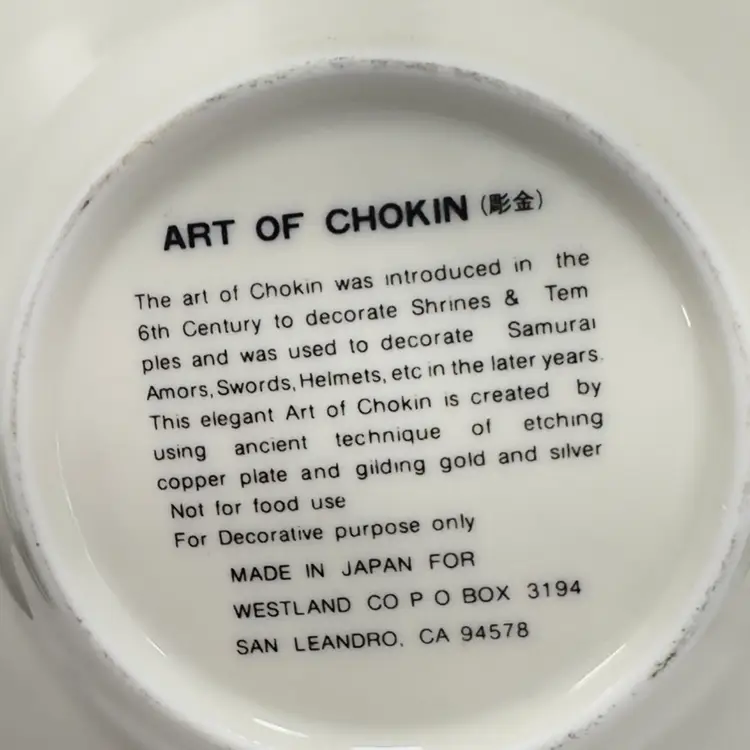 ART OF CHOKIN (彫金)
The art of Chokin was introduced in the
6th Century to decorate Shrines & Tem
ples and was used to decorate Samurai
Amors, Swords, Helmets, etc in the later years.
This elegant Art of Chokin is created by
using ancient technique of etching
copper plate and gilding gold and silver
Not for food use
For Decorative purpose only
MADE IN JAPAN FOR
WESTLAND CO P O BOX 3194
SAN LEANDRO, CA 94578